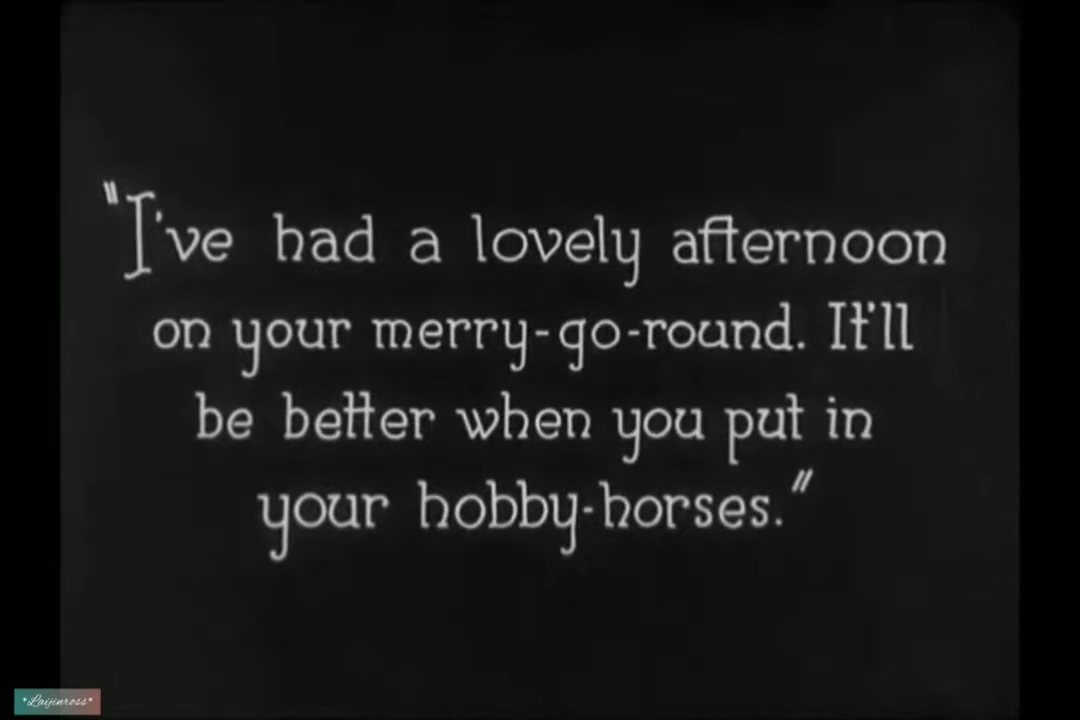 "I've had a lovely afternoon
on your merry-go-round. It'll
be better when you put in
your hobby-horses."
*Laijinross*